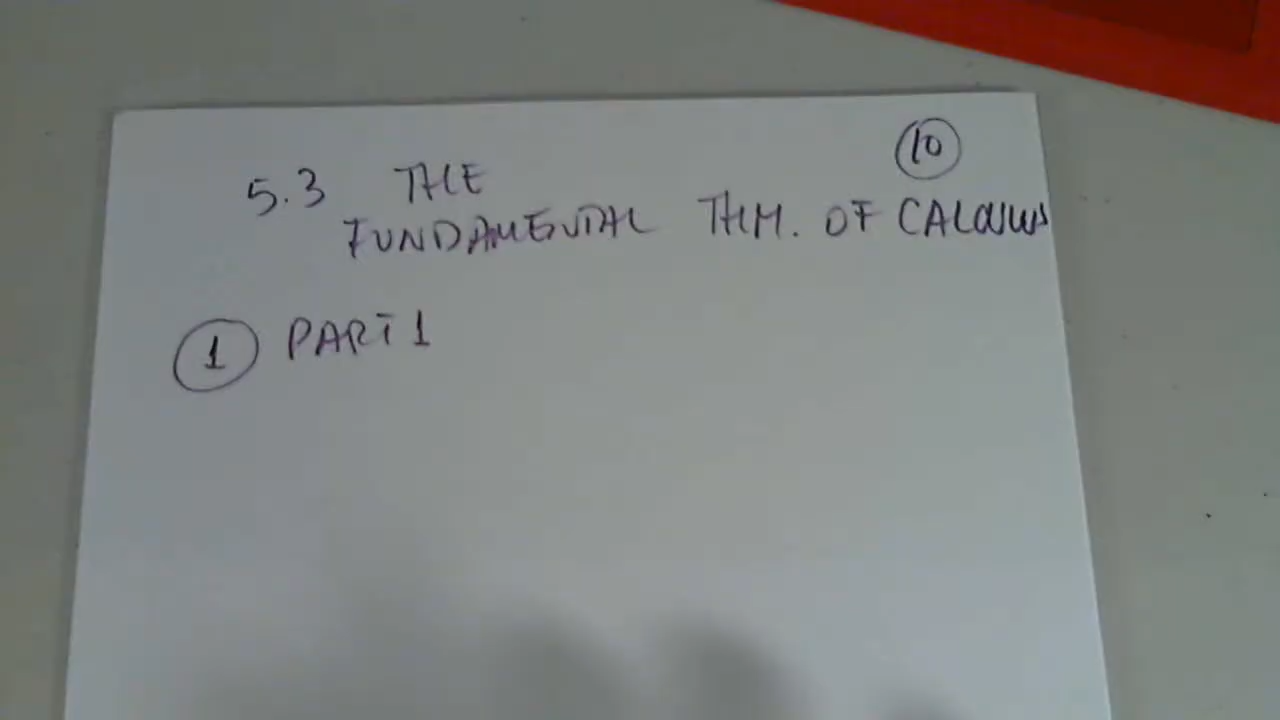 10
5.3 THE
FUNDAMENTAL THM. OF CALCULUS
1 PART 1